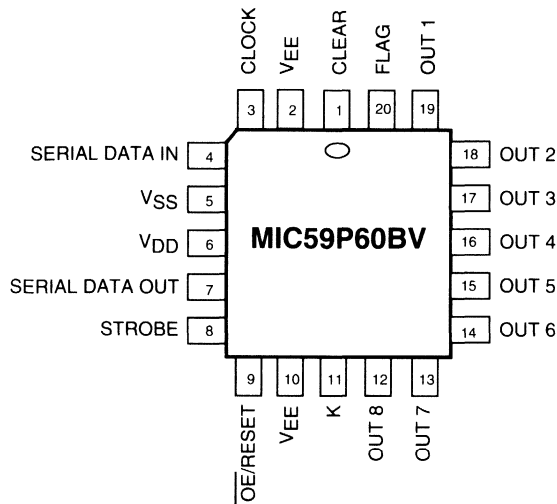 CLOCK
VEE
CLEAR
FLAG
OUT 1
3
2
1
20
19
SERIAL DATA IN 4
18 OUT 2
VSS 5
17 OUT 3
VDD 6
MIC59P60BV
16 OUT 4
SERIAL DATA OUT 7
15 OUT 5
STROBE 8
14 OUT 6
9
10
11
12
13
OE/RESET
VEE
K
OUT 8
OUT 7